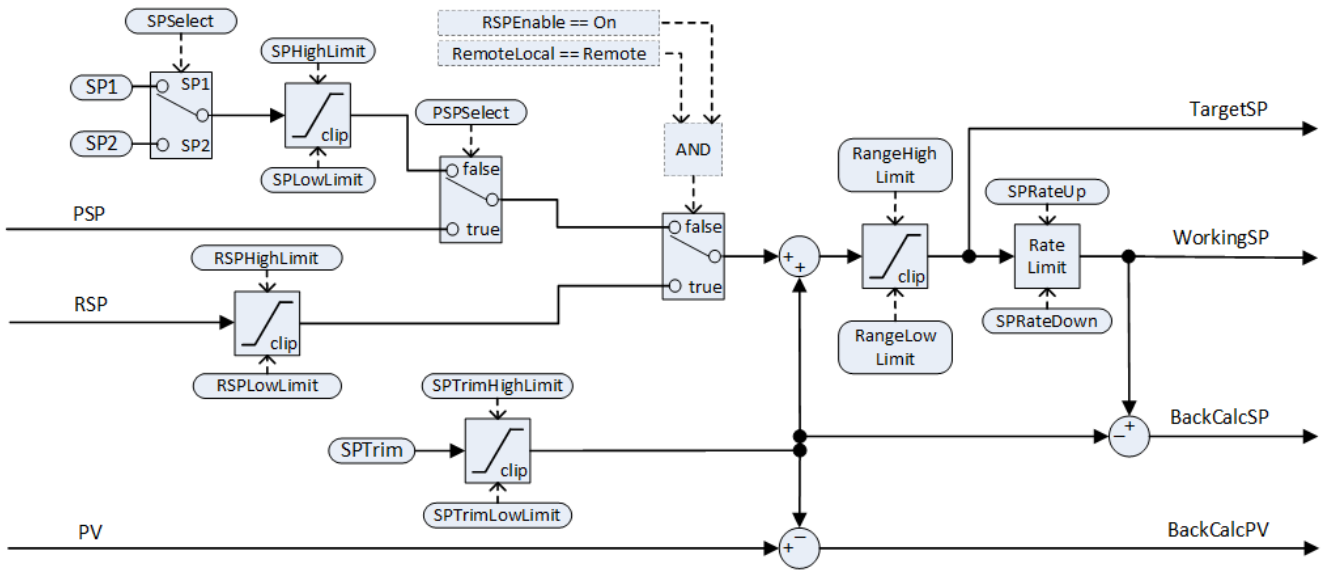 SPSelect
RSPEnable == On
RemoteLocal == Remote
SPHighLimit
SP1
SP1
SP2
SP2
clip
SPLowLimit
PSPSelect
false
true
PSP
AND
false
true
RSPHighLimit
RSP
clip
RSPLowLimit
+
+
RangeHigh
Limit
clip
RangeLow
Limit
TargetSP
SPRateUp
Rate
Limit
SPRateDown
WorkingSP
SPTrimHighLimit
SPTrim
clip
SPTrimLowLimit
+
−
BackCalcSP
PV
−
+
BackCalcPV